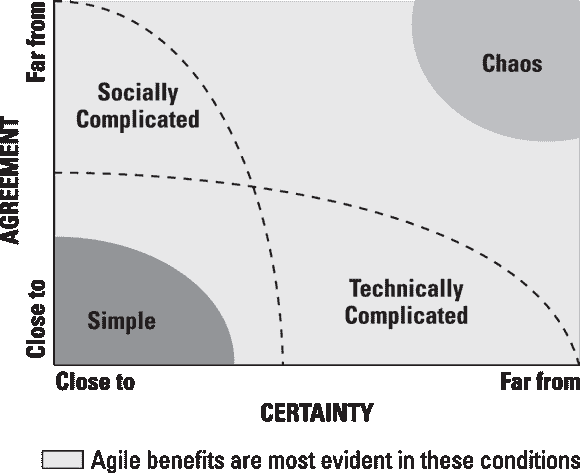 Far from
Chaos
Socially
Complicated
AGREEMENT
Technically
Complicated
Simple
Close to
Close to
Far from
CERTAINTY
Agile benefits are most evident in these conditions